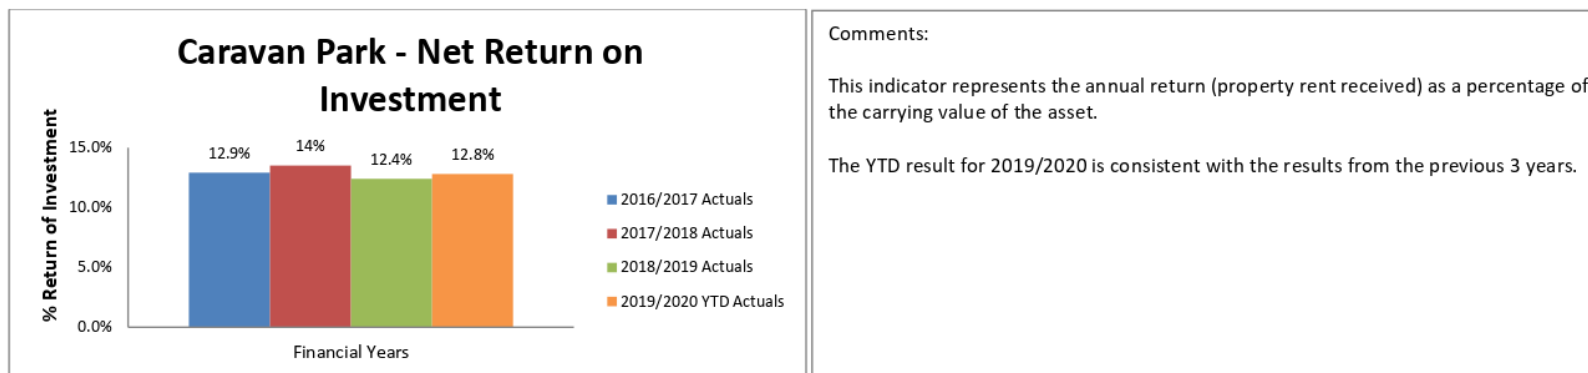 Caravan Park - Net Return on
Investment
% Return of Investment
15.0%
10.0%
5.0%
0.0%
12.9%
14%
12.4%
12.8%
Financial Years
2016/2017 Actuals
2017/2018 Actuals
2018/2019 Actuals
2019/2020 YTD Actuals
Comments:
This indicator represents the annual return (property rent received) as a percentage of
the carrying value of the asset.
The YTD result for 2019/2020 is consistent with the results from the previous 3 years.